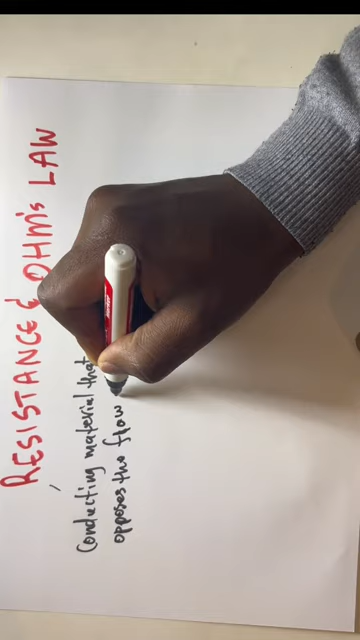 RESISTANCE & OHM's LAW
Conducting material that
opposes the flow